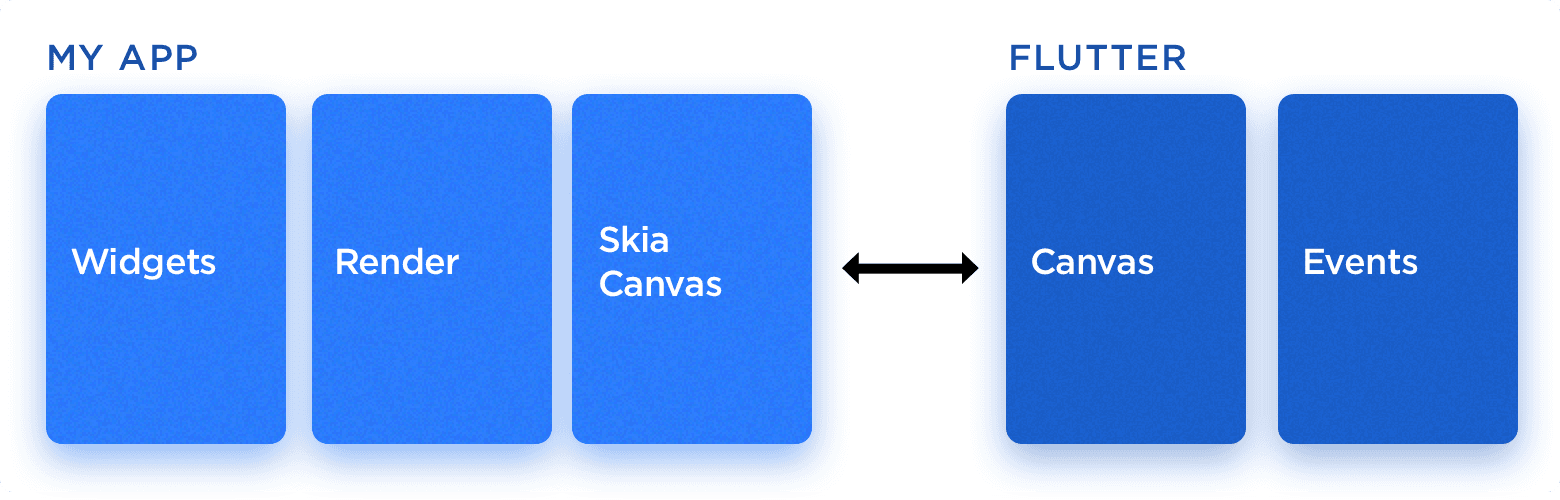 MY APP
FLUTTER
Widgets
Render
Skia
Canvas
Canvas
Events